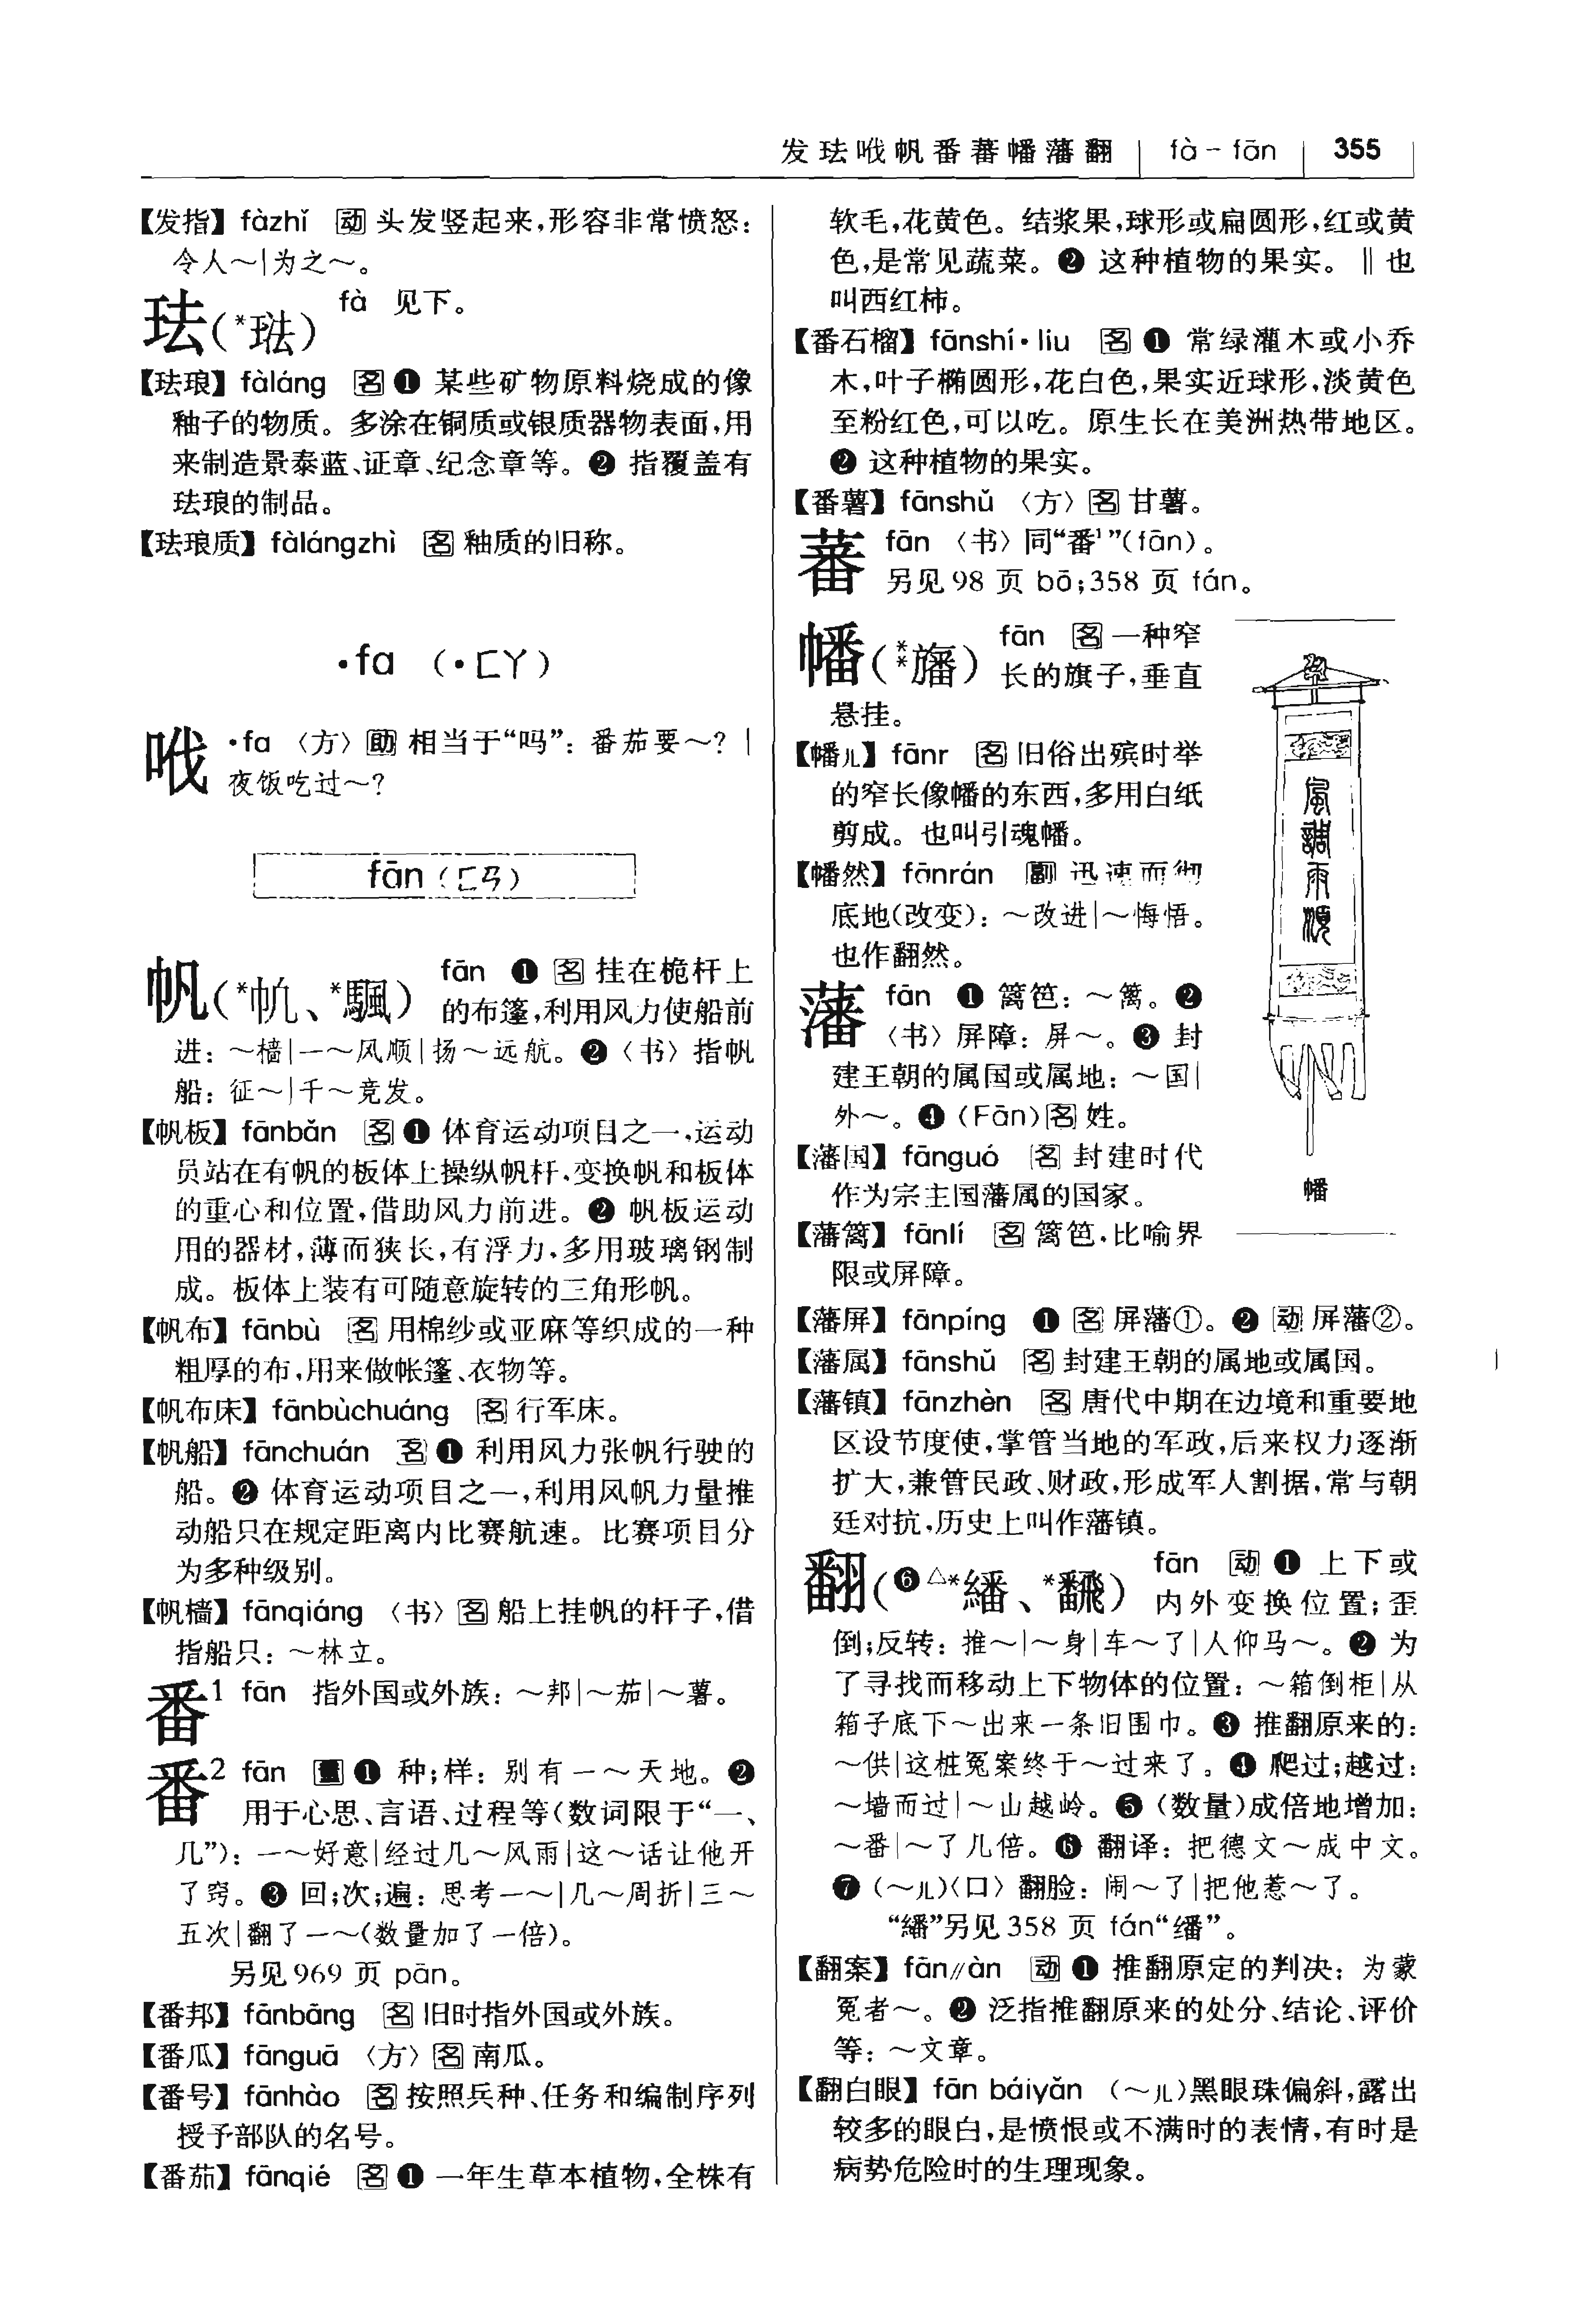 发珐哦帆番蕃幡藩翻 fà-fān 355
【发指】 fàzhǐ 动 头发竖起来,形容非常愤怒:
令人～|为之～。
珐(*琺) fà 见下。
【珐琅】 fàláng 名 ❶ 某些矿物原料烧成的像
釉子的物质。多涂在铜质或银质器物表面,用
来制造景泰蓝、证章、纪念章等。❷ 指覆盖有
珐琅的制品。
【珐琅质】 fàlángzhì 名 釉质的旧称。
·fa (·ㄈㄚ)
哦 ·fa 〈方〉 助 相当于“吗”: 番茄要～? |
夜饭吃过～?
fān (ㄈㄢ)
帆(*㠶、*颿) fān ❶ 名 挂在桅杆上
的布篷,利用风力使船前
进: ～樯|一～风顺|扬～远航。❷〈书〉指帆
船: 征～|千～竞发。
【帆板】 fānbǎn 名 ❶ 体育运动项目之一,运动
员站在有帆的板体上操纵帆杆,变换帆和板体
的重心和位置,借助风力前进。❷ 帆板运动
用的器材,薄而狭长,有浮力,多用玻璃钢制
成。板体上装有可随意旋转的三角形帆。
【帆布】 fānbù 名 用棉纱或亚麻等织成的一种
粗厚的布,用来做帐篷、衣物等。
【帆布床】 fānbùchuáng 名 行军床。
【帆船】 fānchuán 名 ❶ 利用风力张帆行驶的
船。❷ 体育运动项目之一,利用风帆力量推
动船只在规定距离内比赛航速。比赛项目分
为多种级别。
【帆樯】 fānqiáng 〈书〉 名 船上挂帆的杆子,借
指船只: ～林立。
番1 fān 指外国或外族: ～邦|～茄|～薯。
番2 fān 量 ❶ 种;样: 别有一～天地。❷
用于心思、言语、过程等(数词限于“一、
几”): 一～好意|经过几～风雨|这～话让他开
了窍。❸ 回;次;遍: 思考一～|几～周折|三～
五次|翻了一～(数量加了一倍)。
另见969 页 pān。
【番邦】 fānbāng 名 旧时指外国或外族。
【番瓜】 fānguā 〈方〉 名 南瓜。
【番号】 fānhào 名 按照兵种、任务和编制序列
授予部队的名号。
【番茄】 fānqié 名 ❶ 一年生草本植物,全株有
软毛,花黄色。结浆果,球形或扁圆形,红或黄
色,是常见蔬菜。❷ 这种植物的果实。‖也
叫西红柿。
【番石榴】 fānshí·liu 名 ❶ 常绿灌木或小乔
木,叶子椭圆形,花白色,果实近球形,淡黄色
至粉红色,可以吃。原生长在美洲热带地区。
❷ 这种植物的果实。
【番薯】 fānshǔ 〈方〉 名 甘薯。
蕃 fān 〈书〉 同“番1”(fān)。
另见98 页 bō;358 页 fán。
幡(**旛) fān 名 一种窄
长的旗子,垂直
悬挂。
【幡儿】 fānr 名 旧俗出殡时举
的窄长像幡的东西,多用白纸
剪成。也叫引魂幡。
【幡然】 fānrán 副 迅速而彻
底地(改变): ～改进|～悔悟。
也作翻然。
藩 fān ❶ 篱笆: ～篱。❷
〈书〉 屏障: 屏～。❸ 封
建王朝的属国或属地: ～国|
外～。❹ (Fān) 名 姓。
【藩国】 fānguó 名 封建时代
作为宗主国藩属的国家。
【藩篱】 fānlí 名 篱笆,比喻界
限或屏障。
風調雨順
幡
【藩屏】 fānpíng ❶ 名 屏藩①。❷ 动 屏藩②。
【藩属】 fānshǔ 名 封建王朝的属地或属国。
【藩镇】 fānzhèn 名 唐代中期在边境和重要地
区设节度使,掌管当地的军政,后来权力逐渐
扩大,兼管民政、财政,形成军人割据,常与朝
廷对抗,历史上叫作藩镇。
翻(❻△*繙、*飜) fān 动 ❶ 上下或
内外变换位置;歪
倒;反转: 推～|～身|车～了|人仰马～。❷ 为
了寻找而移动上下物体的位置: ～箱倒柜|从
箱子底下～出来一条旧围巾。❸ 推翻原来的:
～供|这桩冤案终于～过来了。❹ 爬过;越过:
～墙而过|～山越岭。❺ (数量)成倍地增加:
～番|～了几倍。❻ 翻译: 把德文～成中文。
❼ (～儿)〈口〉 翻脸: 闹～了|把他惹～了。
“繙”另见358 页 fán“繙”。
【翻案】 fān//àn 动 ❶ 推翻原定的判决: 为蒙
冤者～。❷ 泛指推翻原来的处分、结论、评价
等: ～文章。
【翻白眼】 fān báiyǎn (～儿)黑眼珠偏斜,露出
较多的眼白,是愤恨或不满时的表情,有时是
病势危险时的生理现象。